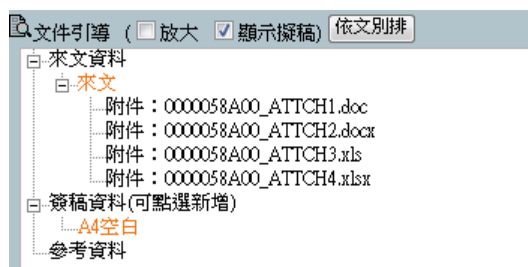 文件引導 (放大 顯示擬稿) 依文別排
來文資料
來文
附件：0000058A00_ATTCH1.doc
附件：0000058A00_ATTCH2.docx
附件：0000058A00_ATTCH3.xls
附件：0000058A00_ATTCH4.xlsx
簽稿資料(可點選新增)
A4空白
參考資料